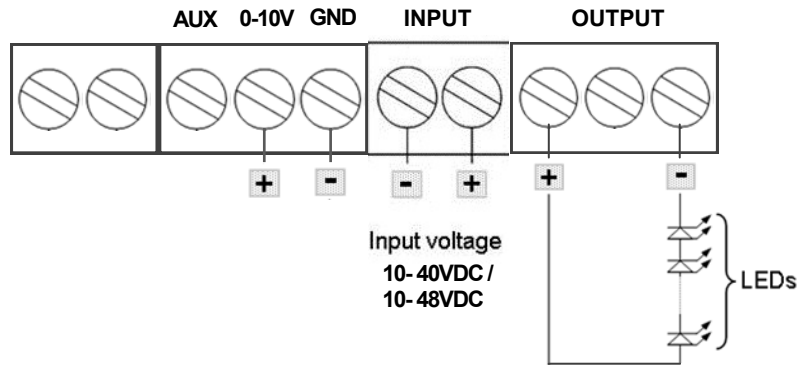 AUX 0-10V GND INPUT OUTPUT
+ - - + + -
Input voltage
10- 40VDC /
10- 48VDC
LEDs